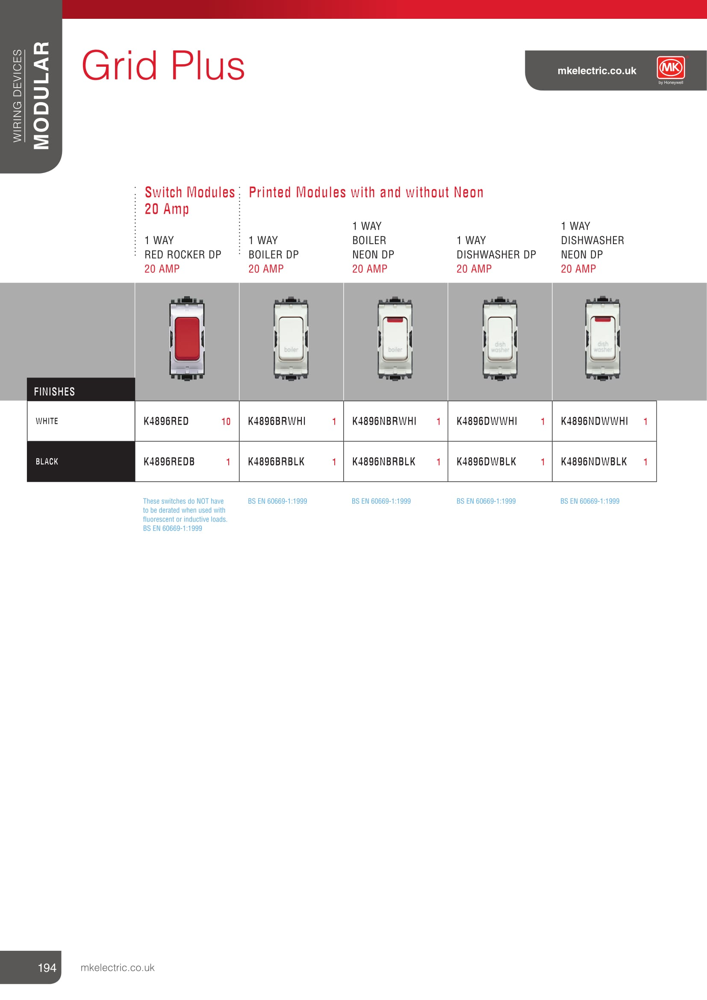 WIRING DEVICES
MODULAR
Grid Plus
mkelectric.co.uk
MK
by Honeywell
Switch Modules
20 Amp
Printed Modules with and without Neon
1 WAY
RED ROCKER DP
20 AMP
1 WAY
BOILER DP
20 AMP
1 WAY
BOILER
NEON DP
20 AMP
1 WAY
DISHWASHER DP
20 AMP
1 WAY
DISHWASHER
NEON DP
20 AMP
boiler
boiler
dish
washer
dish
washer
FINISHES
WHITE K4896RED 10 K4896BRWHI 1 K4896NBRWHI 1 K4896DWWHI 1 K4896NDWWHI 1
BLACK K4896REDB 1 K4896BRBLK 1 K4896NBRBLK 1 K4896DWBLK 1 K4896NDWBLK 1
These switches do NOT have
to be derated when used with
fluorescent or inductive loads.
BS EN 60669-1:1999
BS EN 60669-1:1999
BS EN 60669-1:1999
BS EN 60669-1:1999
BS EN 60669-1:1999
194
mkelectric.co.uk